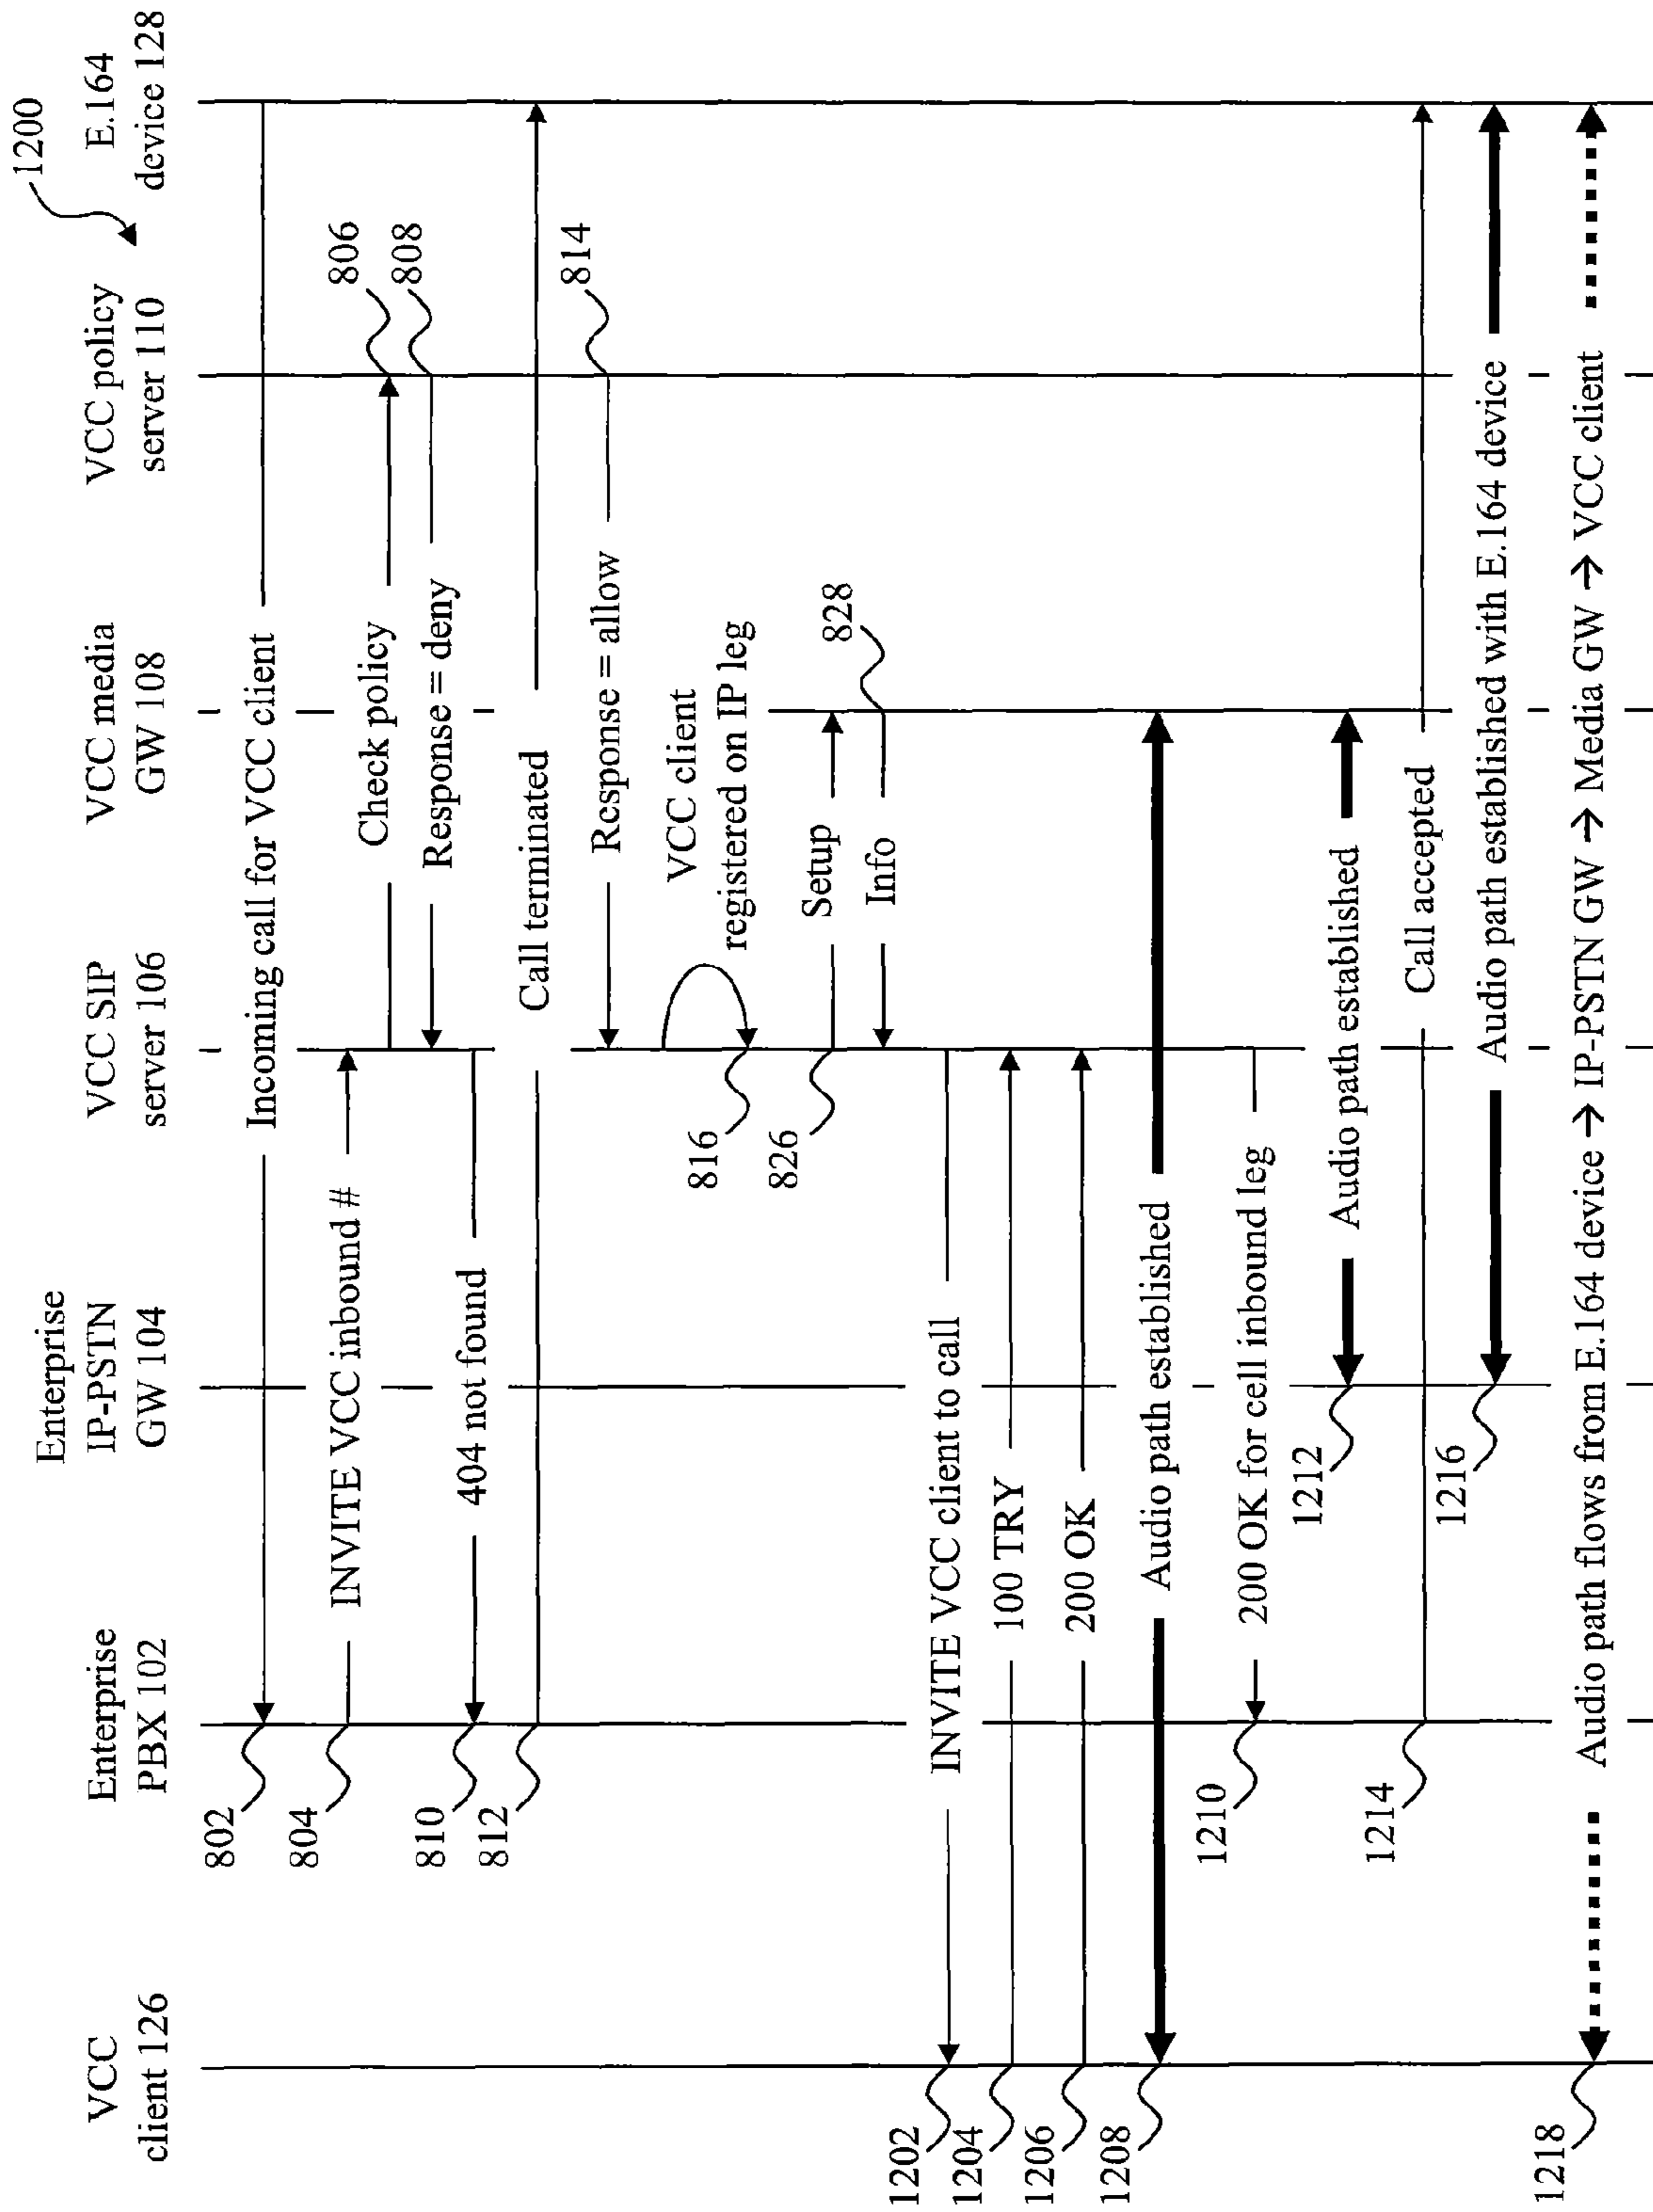 1200
VCC
client 126
Enterprise
PBX 102
Enterprise
IP-PSTN
GW 104
VCC SIP
server 106
VCC media
GW 108
VCC policy
server 110
E.164
device 128
802
Incoming call for VCC client
804
INVITE VCC inbound #
Check policy
806
Response = deny
808
810
404 not found
812
Call terminated
Response = allow
814
VCC client
registered on IP leg
816
826
Setup
Info
828
1202
INVITE VCC client to call
1204
100 TRY
1206
200 OK
1208
Audio path established
1210
200 OK for cell inbound leg
1212
Audio path established
1214
Call accepted
1216
Audio path established with E.164 device
1218
Audio path flows from E.164 device → IP-PSTN GW → Media GW → VCC client